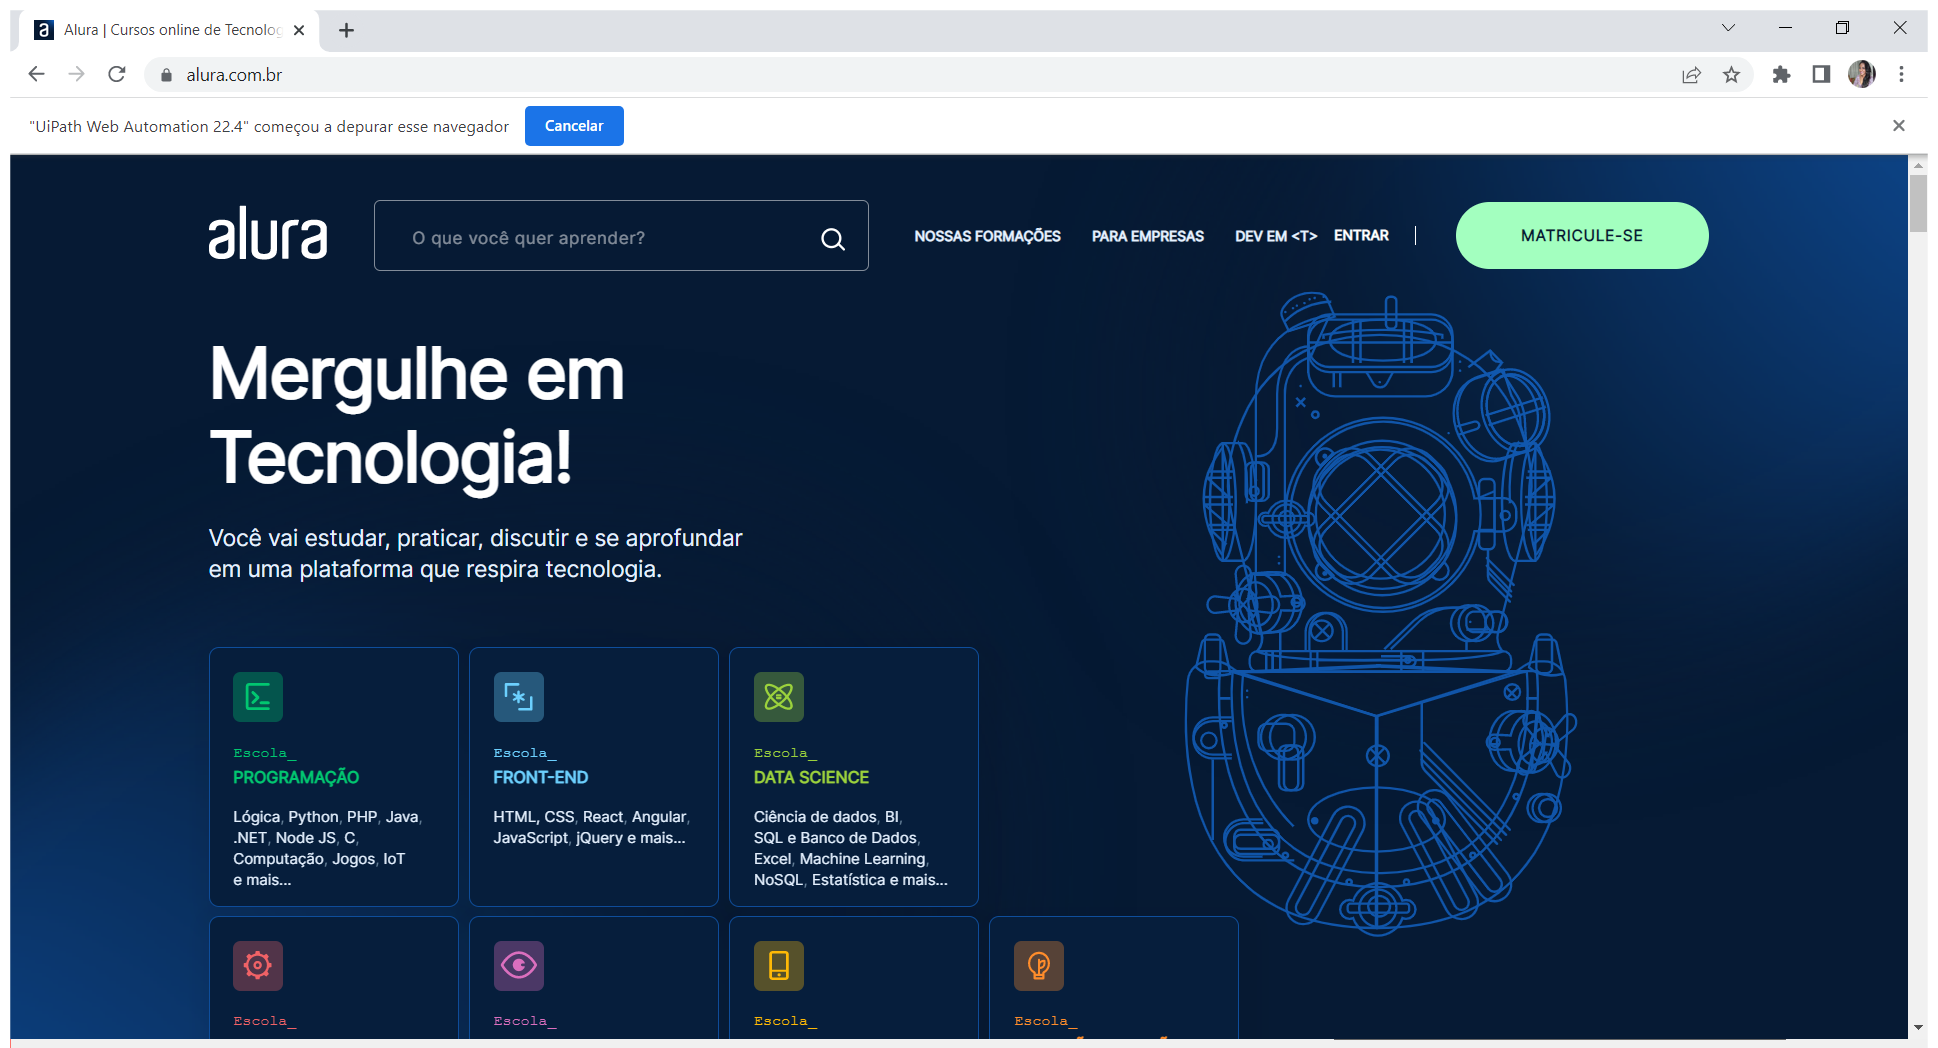 Alura | Cursos online de Tecnolog
alura.com.br
"UiPath Web Automation 22.4" começou a depurar esse navegador
Cancelar
alura
O que você quer aprender?
NOSSAS FORMAÇÕES
PARA EMPRESAS
DEV EM <T>
ENTRAR
MATRICULE-SE
Mergulhe em
Tecnologia!
Você vai estudar, praticar, discutir e se aprofundar
em uma plataforma que respira tecnologia.
Escola_
PROGRAMAÇÃO
Lógica, Python, PHP, Java,
.NET, Node JS, C,
Computação, Jogos, IoT
e mais...
Escola_
FRONT-END
HTML, CSS, React, Angular,
JavaScript, jQuery e mais...
Escola_
DATA SCIENCE
Ciência de dados, BI,
SQL e Banco de Dados,
Excel, Machine Learning,
NoSQL, Estatística e mais...
Escola_
Escola_
Escola_
Escola_